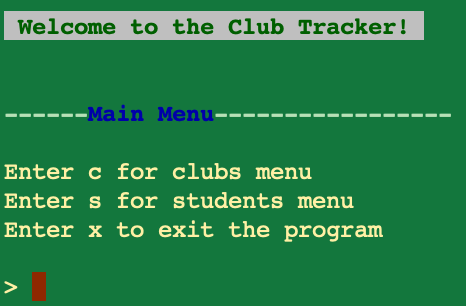 Welcome to the Club Tracker!
------Main Menu-----------------
Enter c for clubs menu
Enter s for students menu
Enter x to exit the program
>